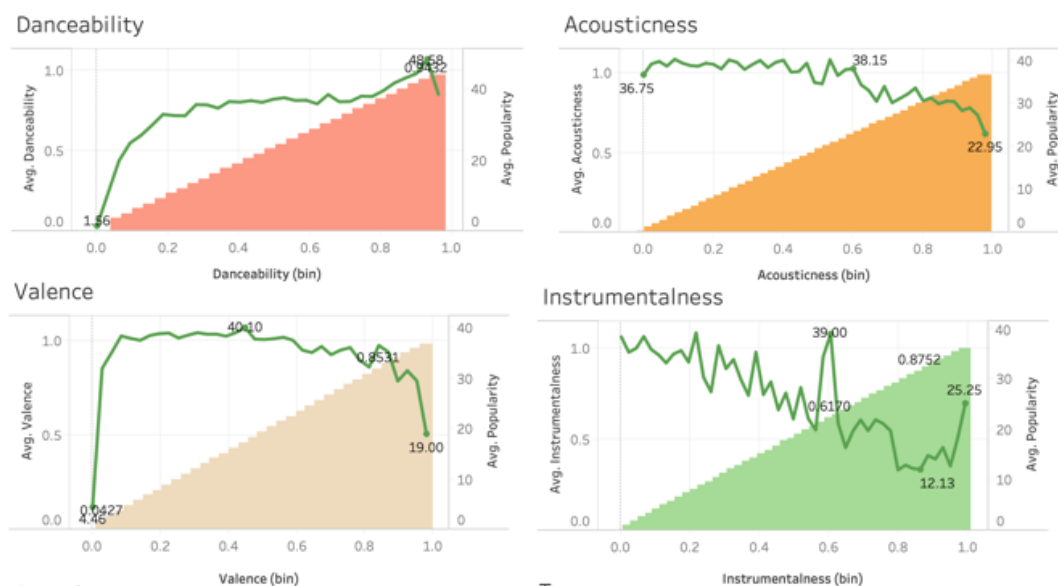 Danceability
Avg. Danceability
1.0
0.5
0.0
48.58
0.9432
1.56
40
20
0
Avg. Popularity
0.0 0.2 0.4 0.6 0.8 1.0
Danceability (bin)
Acousticness
Avg. Acousticness
1.0
0.5
0.0
36.75
38.15
22.95
40
30
20
10
0
Avg. Popularity
0.0 0.2 0.4 0.6 0.8 1.0
Acousticness (bin)
Valence
Avg. Valence
1.0
0.5
0.0
40.10
0.8531
19.00
0.0427
4.46
40
30
20
10
0
Avg. Popularity
0.0 0.2 0.4 0.6 0.8 1.0
Valence (bin)
Instrumentalness
Avg. Instrumentalness
1.0
0.5
0.0
39.00
0.8752
0.6170
25.25
12.13
40
30
20
10
0
Avg. Popularity
0.0 0.2 0.4 0.6 0.8 1.0
Instrumentalness (bin)